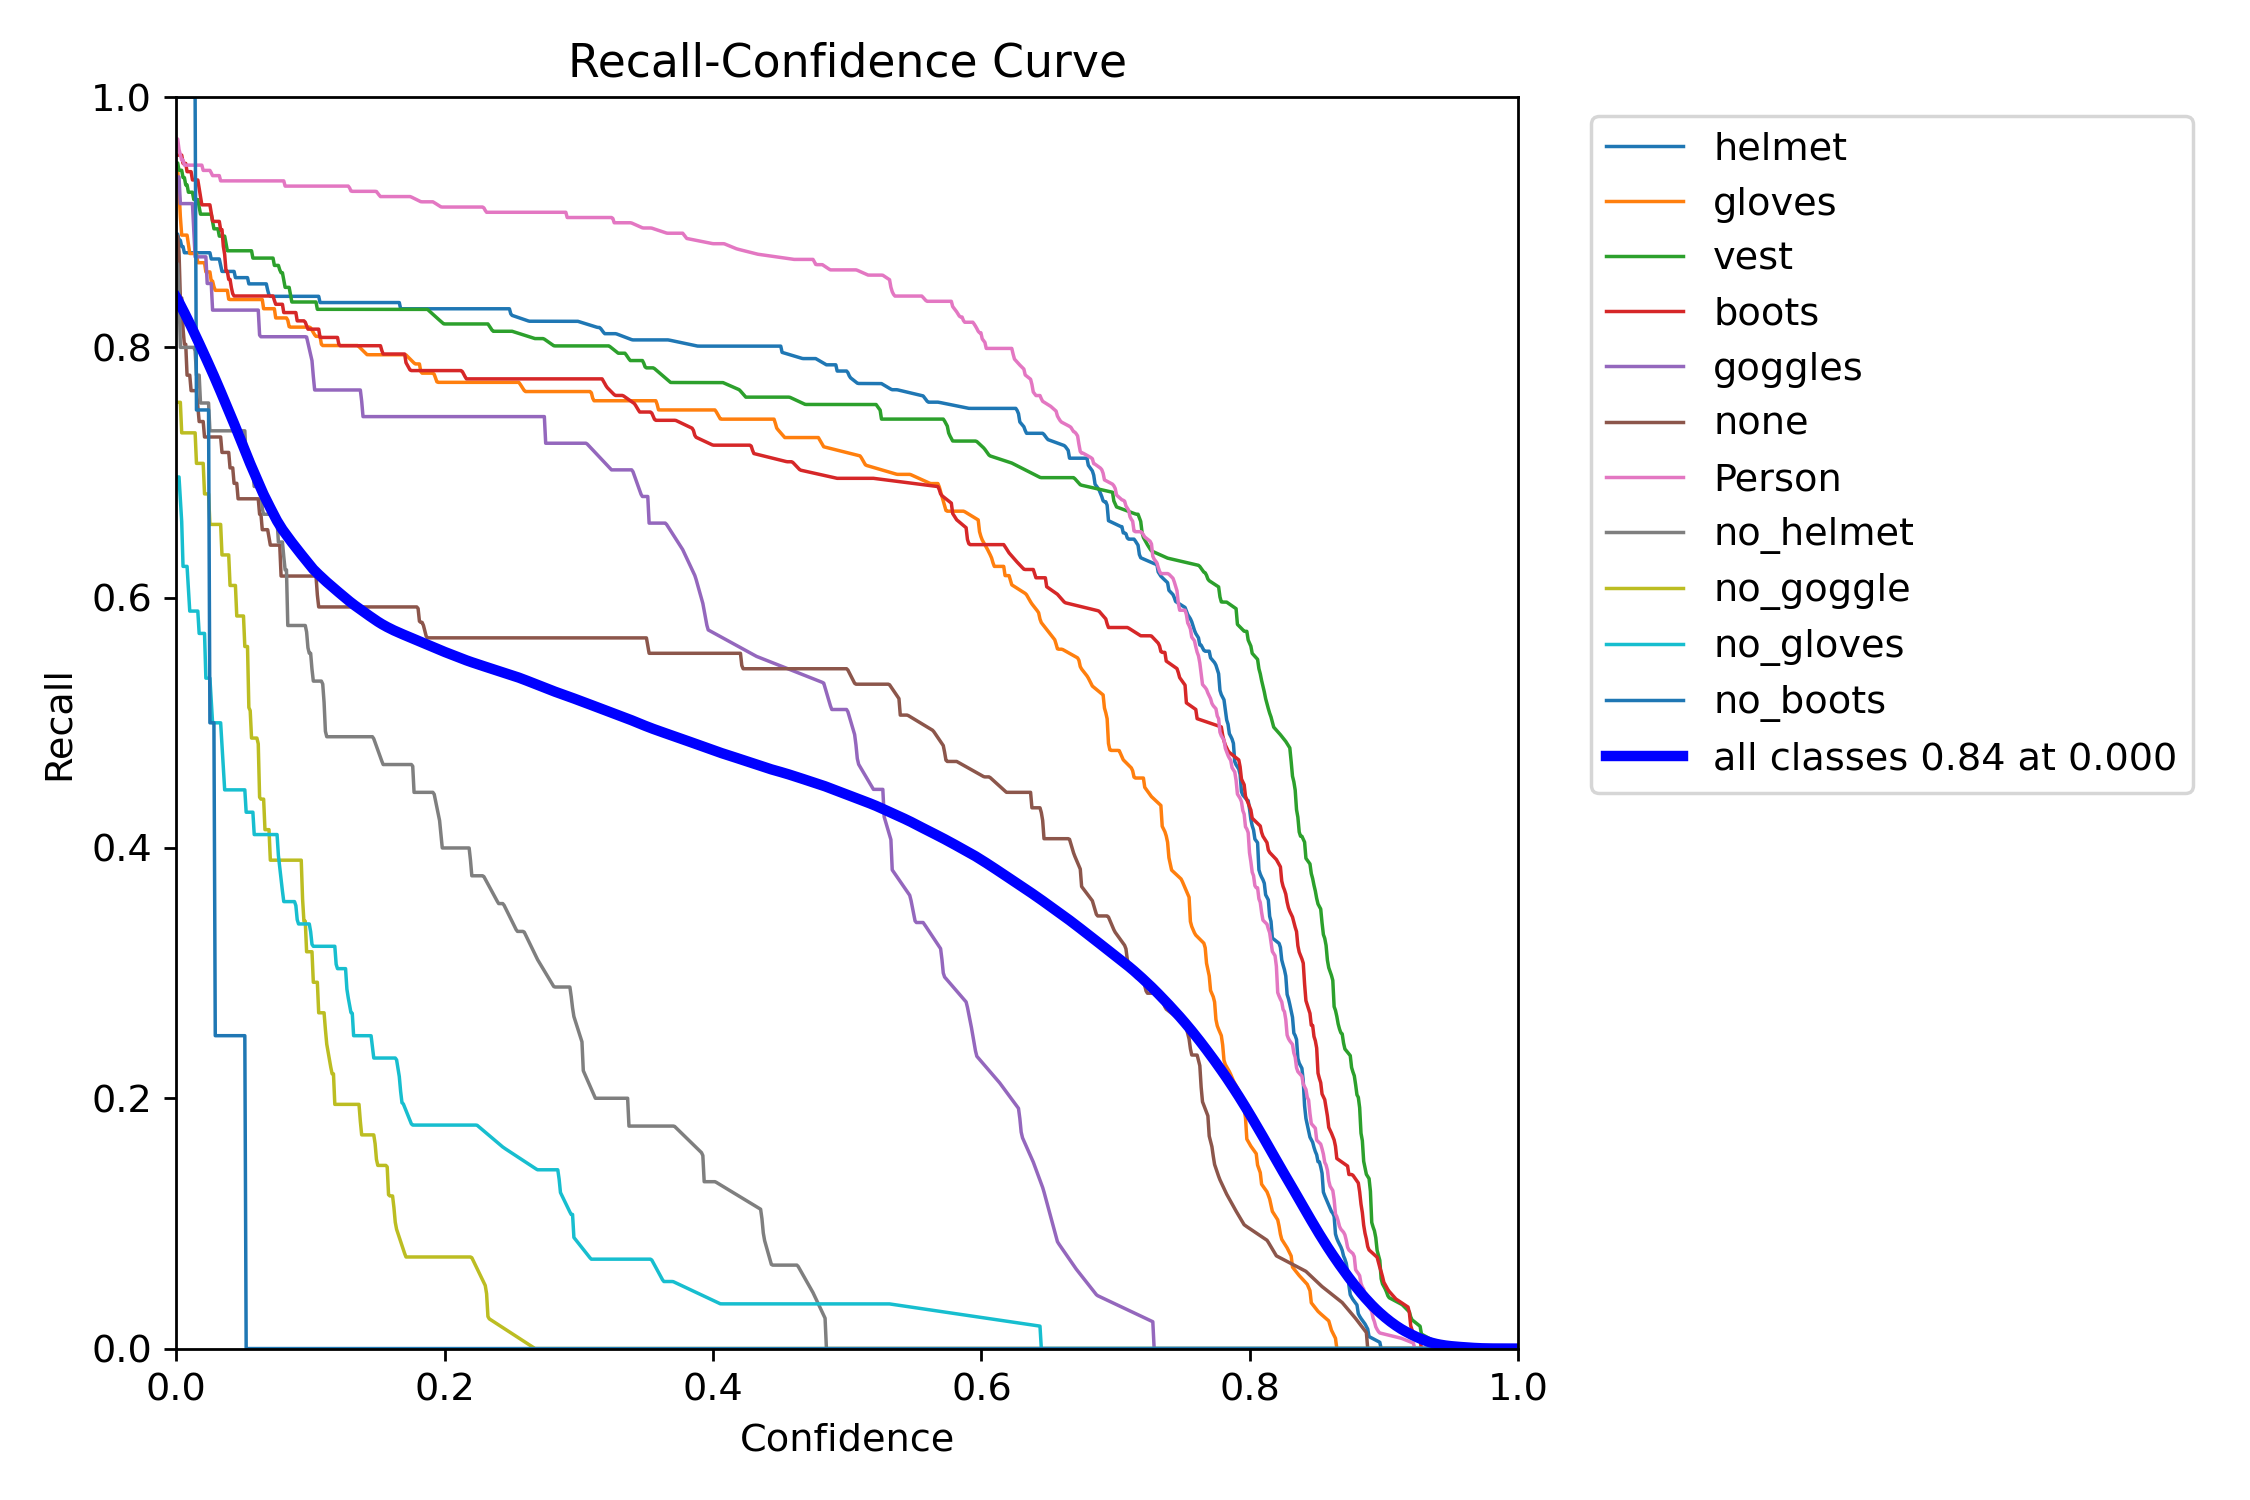 Recall-Confidence Curve
1.0
0.8
0.6
0.4
0.2
0.0
Recall
0.0 0.2 0.4 0.6 0.8 1.0
Confidence
helmet
gloves
vest
boots
goggles
none
Person
no_helmet
no_goggle
no_gloves
no_boots
all classes 0.84 at 0.000